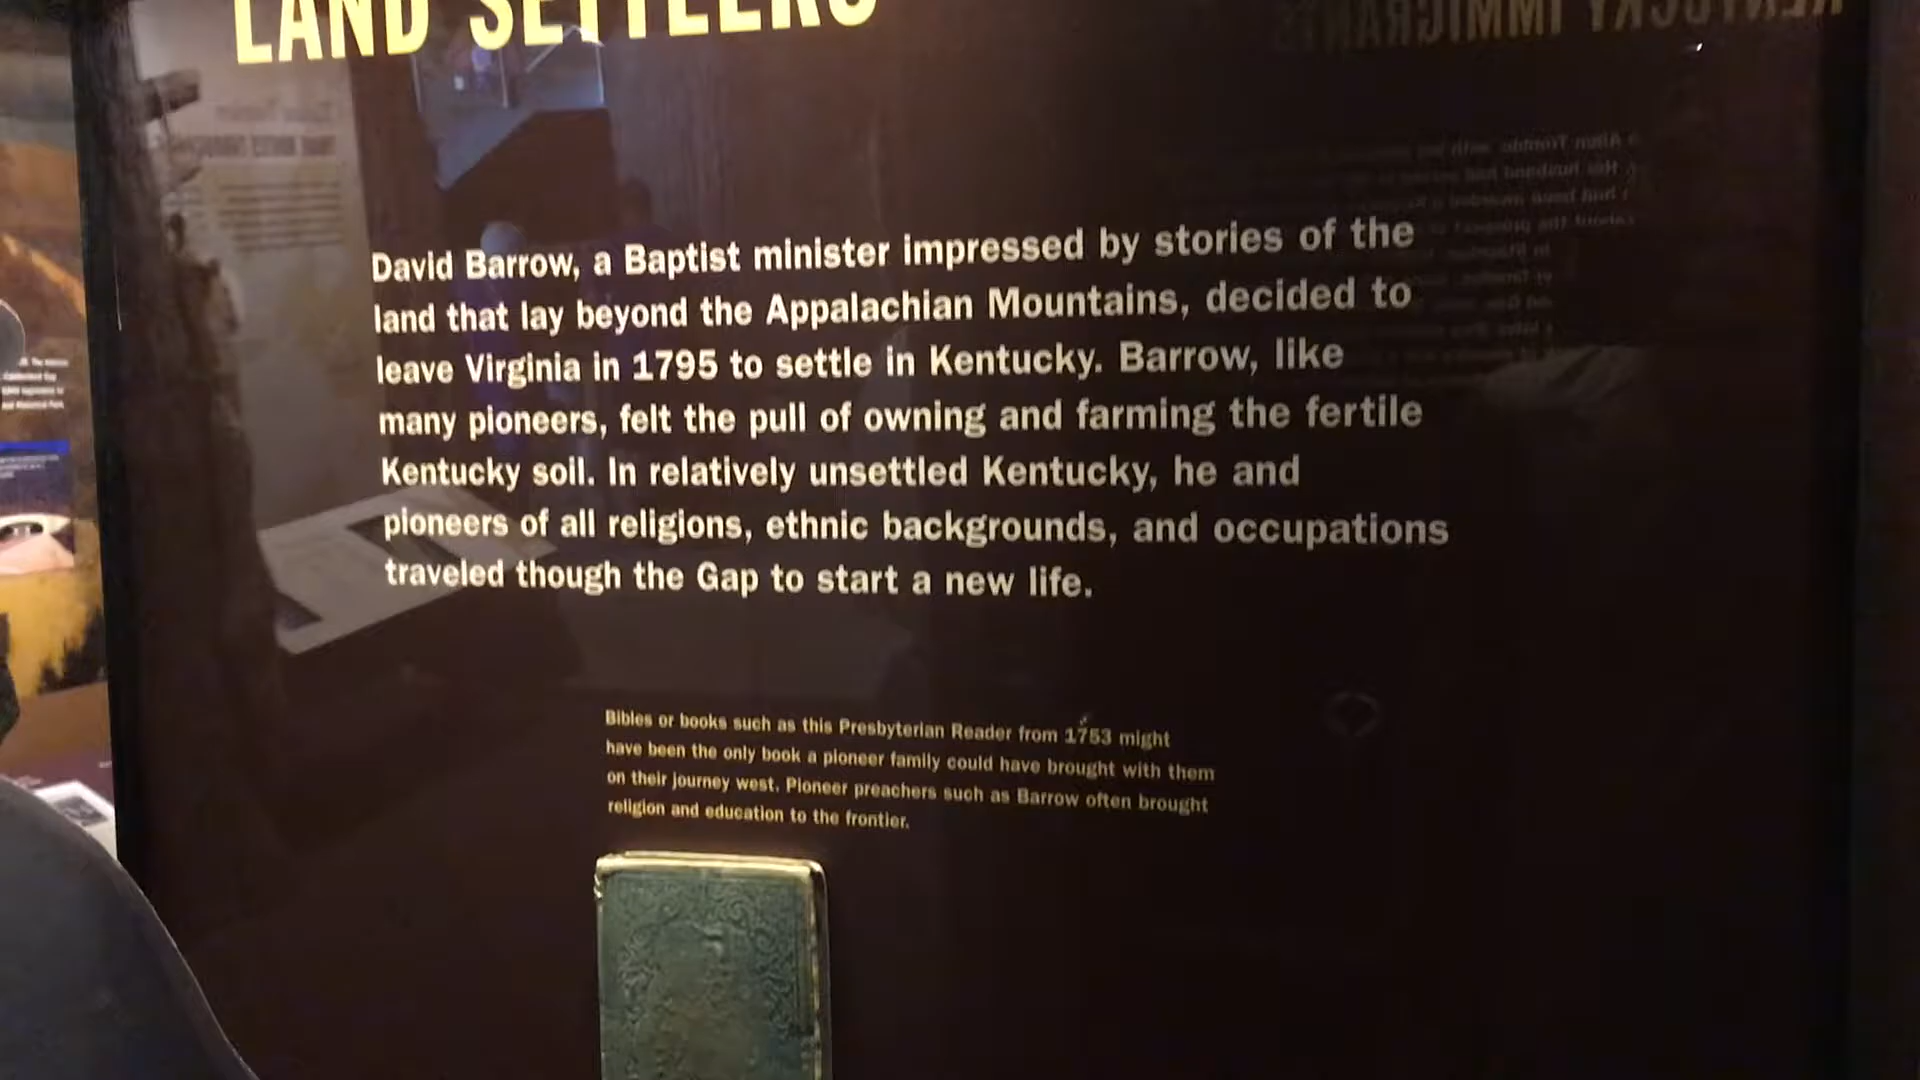 LAND SETTLERS
David Barrow, a Baptist minister impressed by stories of the
land that lay beyond the Appalachian Mountains, decided to
leave Virginia in 1795 to settle in Kentucky. Barrow, like
many pioneers, felt the pull of owning and farming the fertile
Kentucky soil. In relatively unsettled Kentucky, he and
pioneers of all religions, ethnic backgrounds, and occupations
traveled though the Gap to start a new life.
Bibles or books such as this Presbyterian Reader from 1753 might
have been the only book a pioneer family could have brought with them
on their journey west. Pioneer preachers such as Barrow often brought
religion and education to the frontier.
KENTUCKY IMMIGRANTS